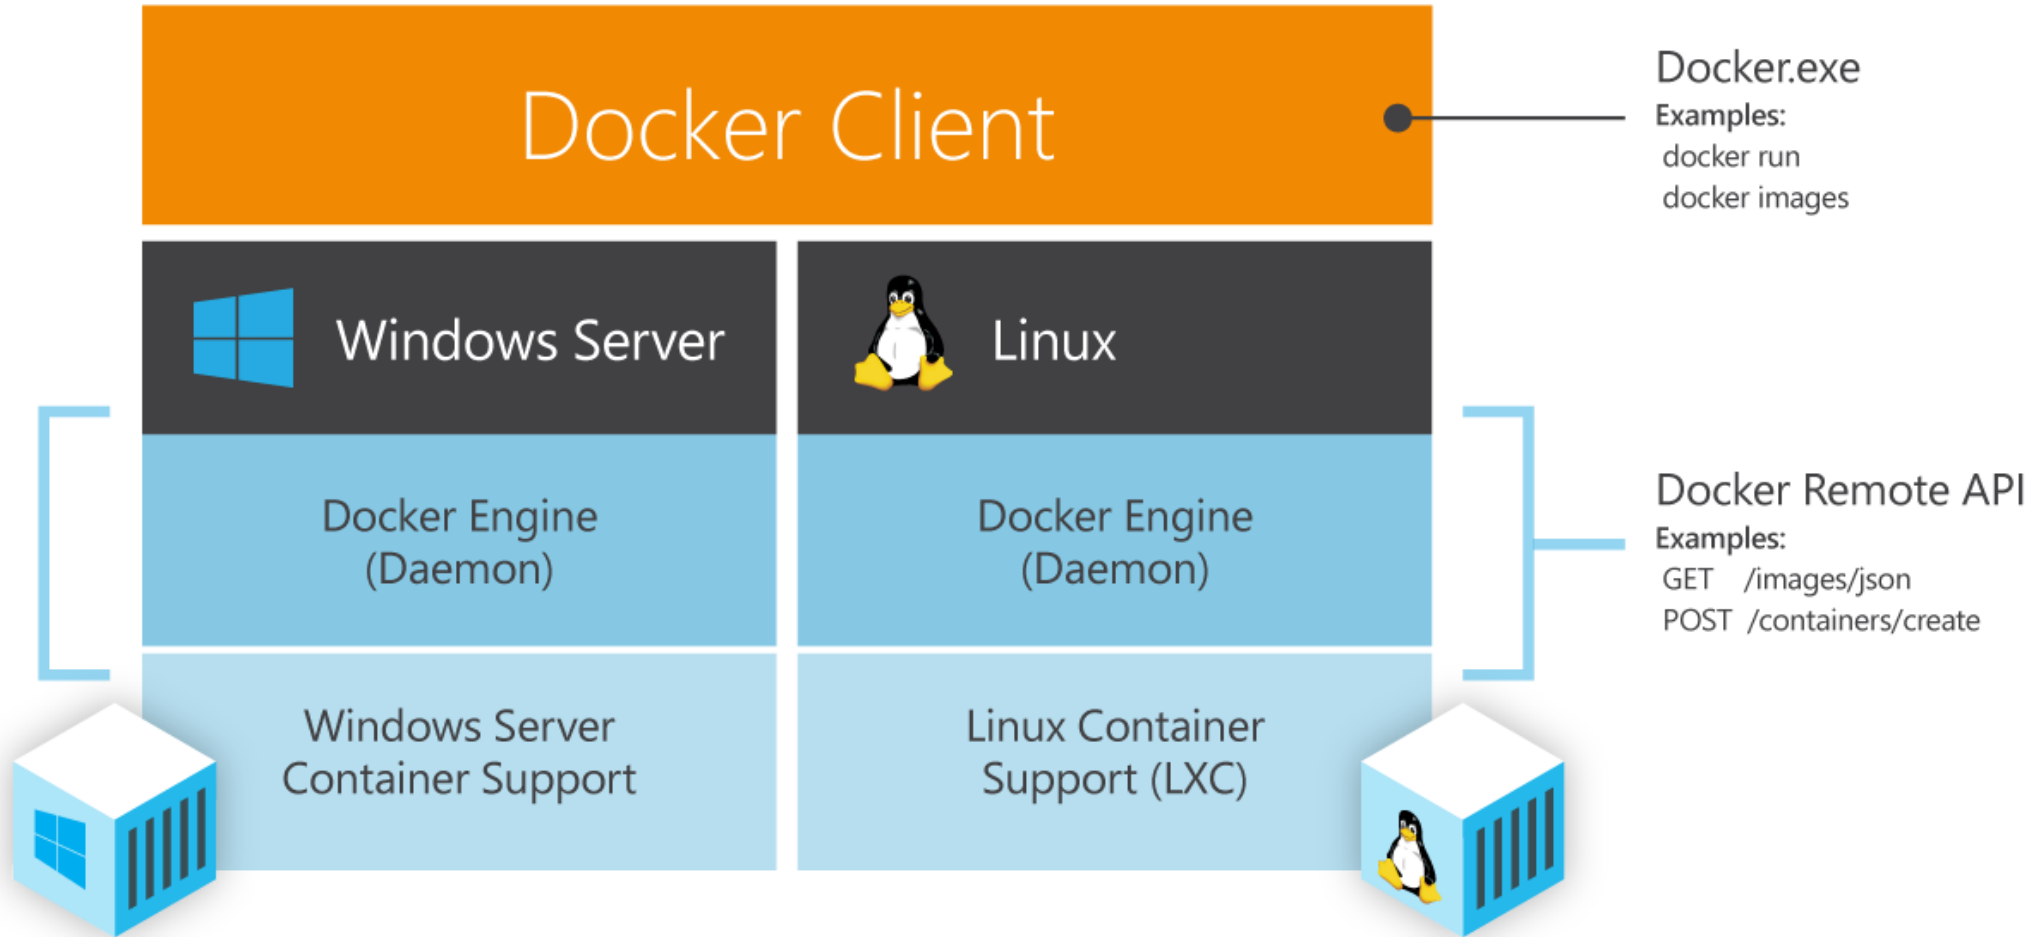 Docker Client
Docker.exe
Examples:
docker run
docker images
Windows Server
Linux
Docker Engine
(Daemon)
Docker Engine
(Daemon)
Docker Remote API
Examples:
GET /images/json
POST /containers/create
Windows Server
Container Support
Linux Container
Support (LXC)